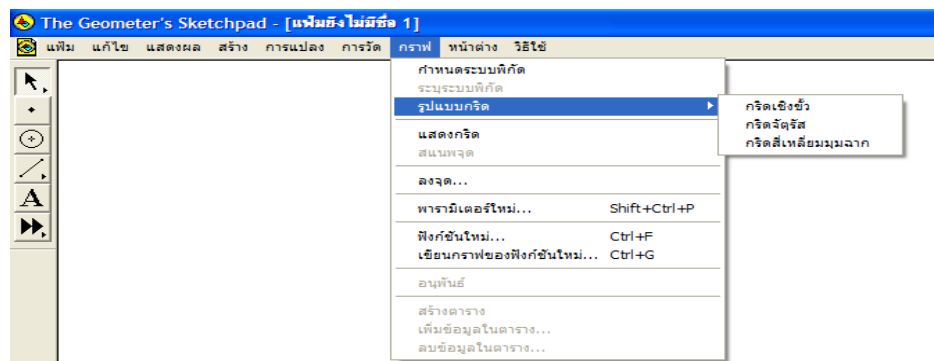 The Geometer's Sketchpad - [แฟ้มยังไม่มีชื่อ 1]
แฟ้ม แก้ไข แสดงผล สร้าง การแปลง การวัด กราฟ หน้าต่าง วิธีใช้
กำหนดระบบพิกัด
ระบุระบบพิกัด
รูปแบบกริด
กริดเชิงขั้ว
กริดจัตุรัส
กริดสี่เหลี่ยมมุมฉาก
แสดงกริด
สแนพจุด
ลงจุด...
พารามิเตอร์ใหม่... Shift+Ctrl+P
ฟังก์ชันใหม่... Ctrl+F
เขียนกราฟของฟังก์ชันใหม่... Ctrl+G
อนุพันธ์
สร้างตาราง
เพิ่มข้อมูลในตาราง...
ลบข้อมูลในตาราง...
A